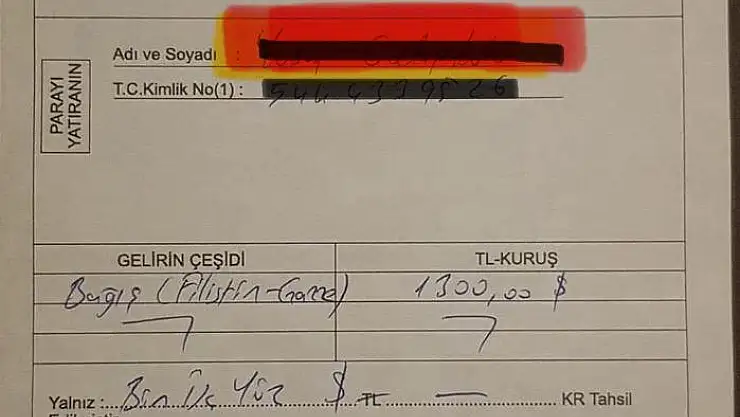 Adı ve Soyadı :
T.C.Kimlik No(1) :
PARAYI
YATIRANIN
GELİRİN ÇEŞİDİ TL-KURUŞ
Bağış (Filistin-Gazze) 1300,00 $
Yalnız : Bin Üç Yüz $ TL — KR Tahsil